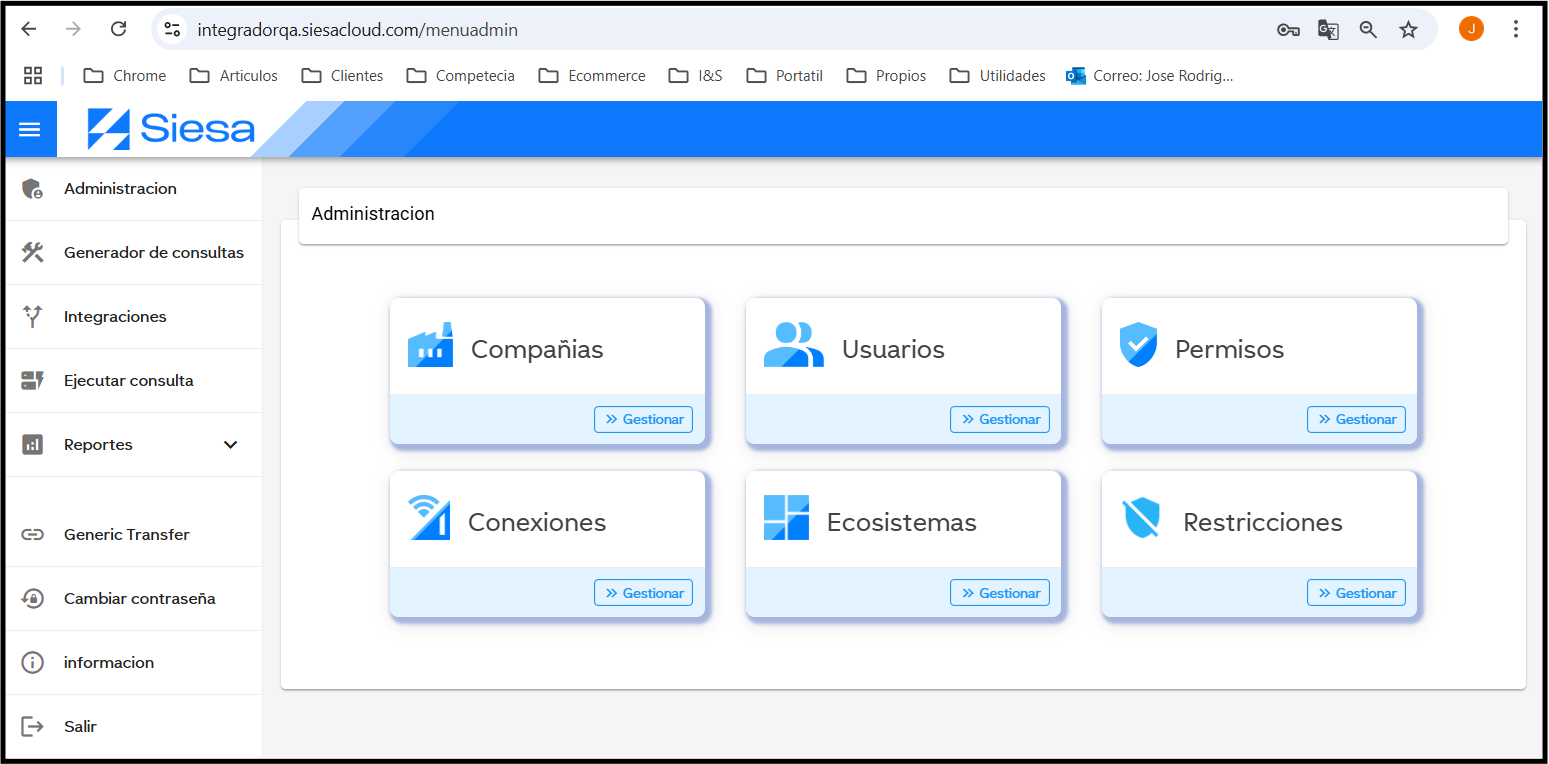 integradorqa.siesacloud.com/menuadmin
J
Chrome Articulos Clientes Competecia Ecommerce I&S Portatil Propios Utilidades Correo: Jose Rodrig...
Siesa
Administracion
Generador de consultas
Integraciones
Ejecutar consulta
Reportes
Generic Transfer
Cambiar contraseña
informacion
Salir
Administracion
Compañias
Gestionar
Usuarios
Gestionar
Permisos
Gestionar
Conexiones
Gestionar
Ecosistemas
Gestionar
Restricciones
Gestionar